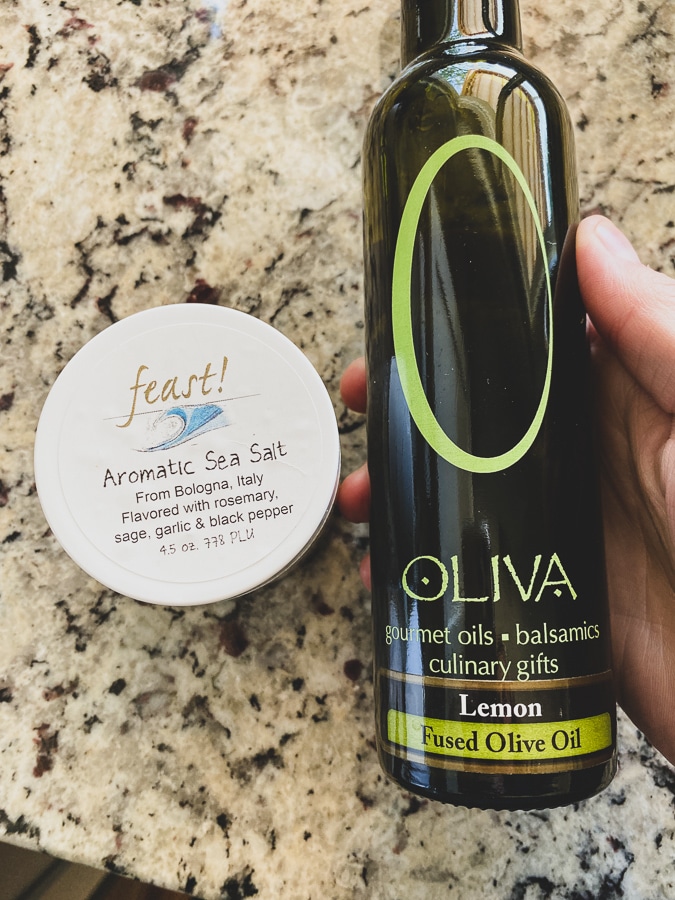 feast!
Aromatic Sea Salt
From Bologna, Italy
Flavored with rosemary,
sage, garlic & black pepper
4.5 oz. 778 PLU
OLIVA
gourmet oils ▪ balsamics
culinary gifts
Lemon
Fused Olive Oil